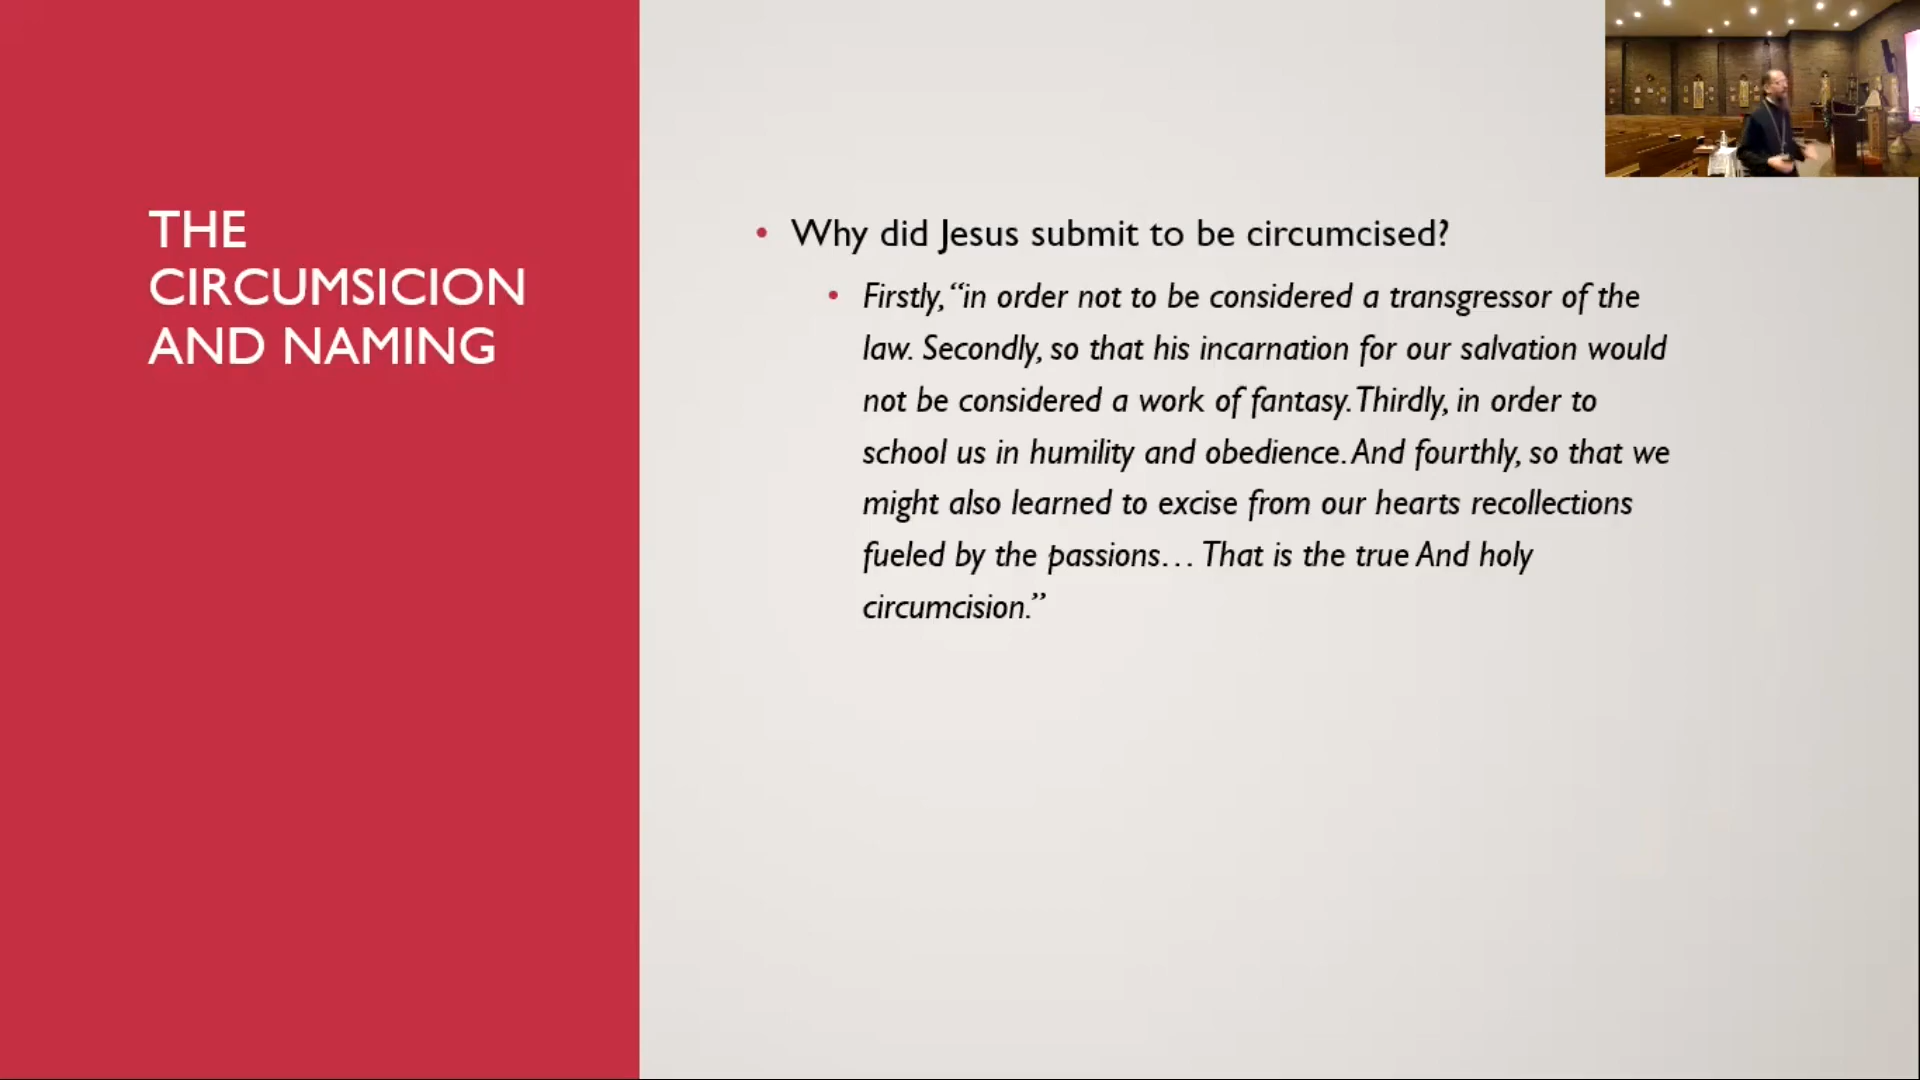 THE
CIRCUMSICION
AND NAMING
• Why did Jesus submit to be circumcised?
• Firstly, “in order not to be considered a transgressor of the
law. Secondly, so that his incarnation for our salvation would
not be considered a work of fantasy. Thirdly, in order to
school us in humility and obedience. And fourthly, so that we
might also learned to excise from our hearts recollections
fueled by the passions… That is the true And holy
circumcision.”